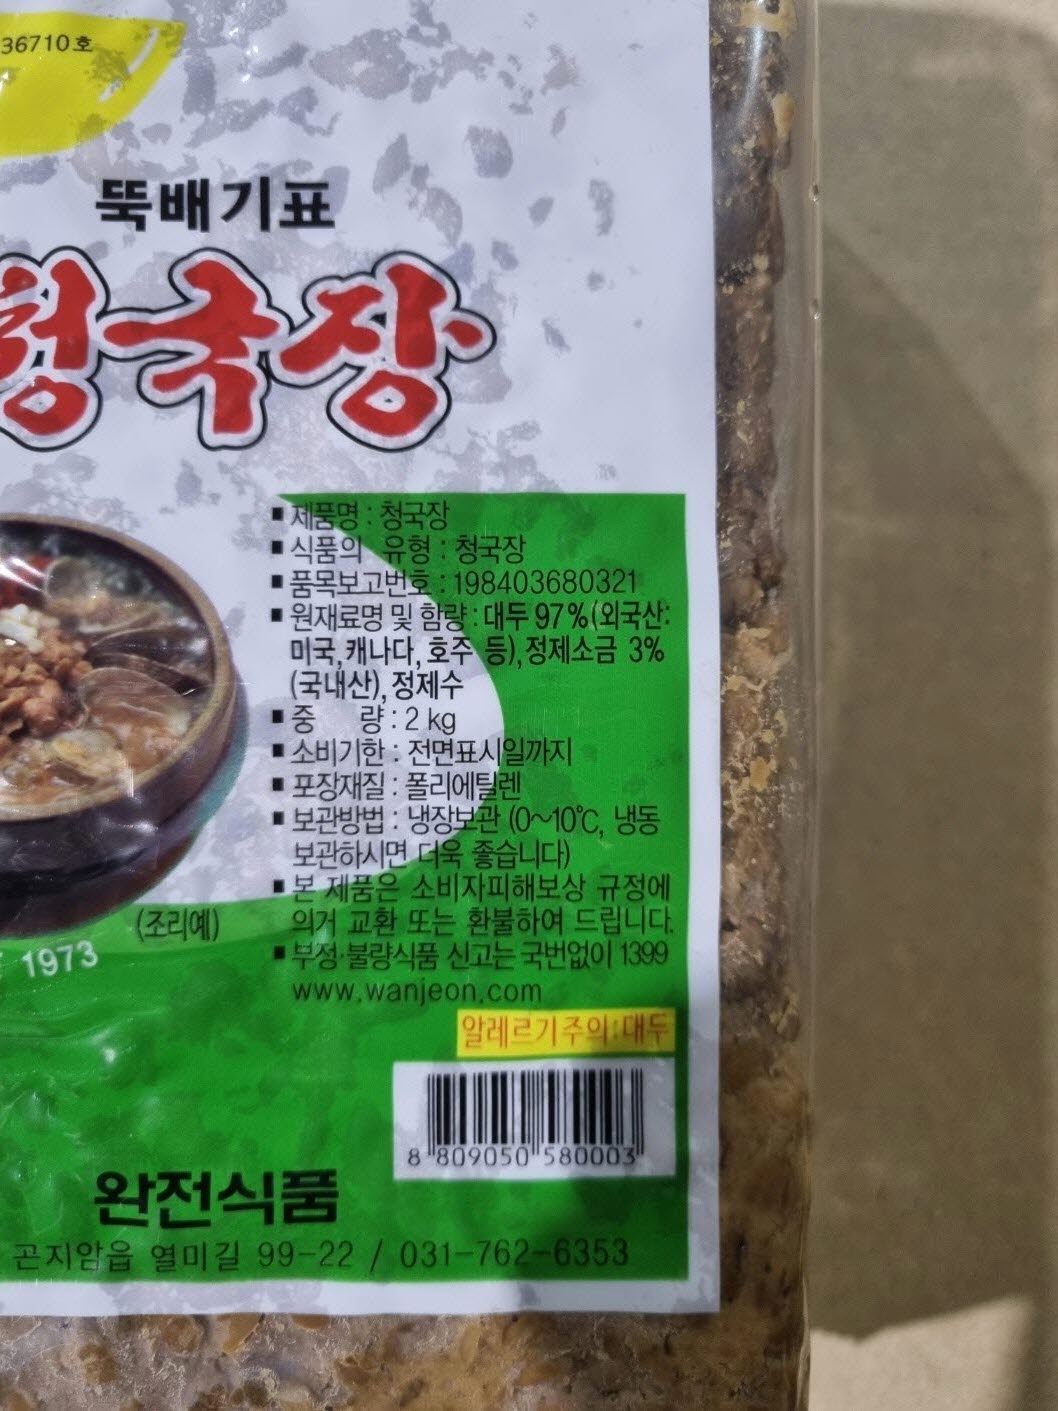 36710호
뚝배기표
청국장
■ 제품명 : 청국장
■ 식품의 유형 : 청국장
■ 품목보고번호 : 198403680321
■ 원재료명 및 함량 : 대두 97%(외국산:
미국,캐나다,호주 등),정제소금 3%
(국내산),정제수
■ 중 량 : 2 kg
■ 소비기한 : 전면표시일까지
■ 포장재질 : 폴리에틸렌
■ 보관방법 : 냉장보관 (0~10℃, 냉동
보관하시면 더욱 좋습니다)
■ 본 제품은 소비자피해보상 규정에
의거 교환 또는 환불하여 드립니다.
■ 부정·불량식품 신고는 국번없이 1399
www.wanjeon.com
(조리예)
1973
알레르기주의:대두
8 809050 580003
완전식품
곤지암읍 열미길 99-22 / 031-762-6353